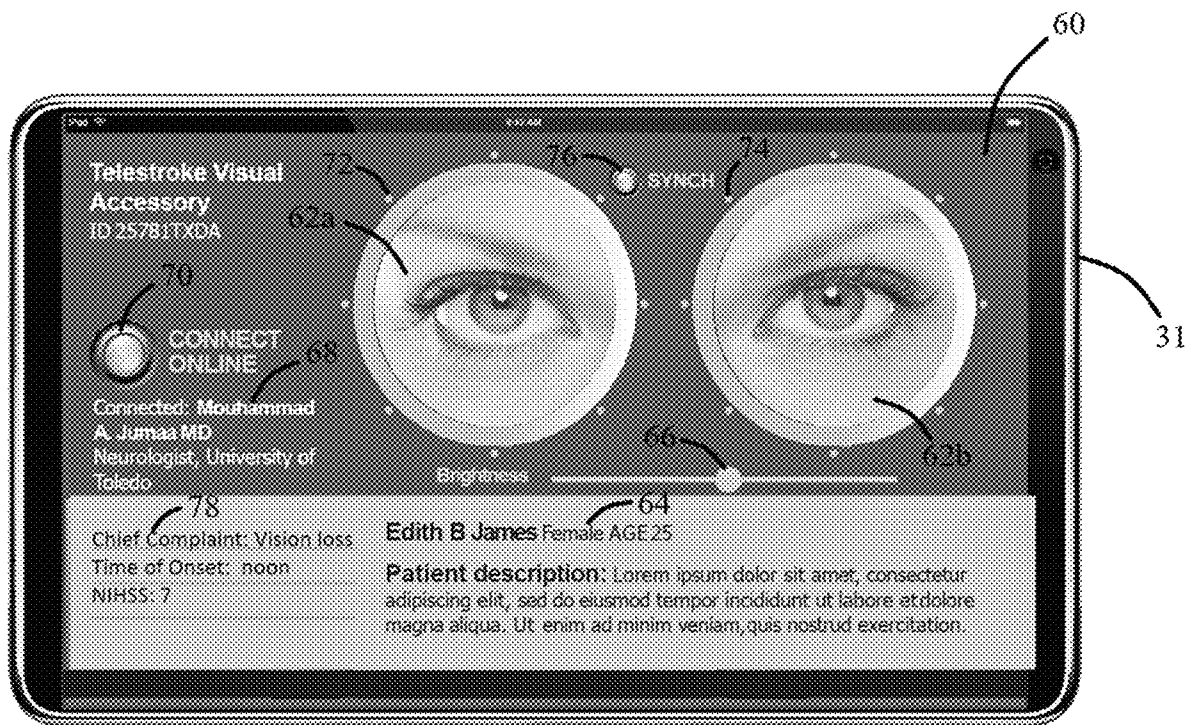 60
iPad
Telestroke Visual
Accessory
ID 25781TXDA
72
76
SYNCH
74
62a
70
CONNECT
ONLINE
68
31
Connected: Mouhammad
A. Jumaa MD
Neurologist, University of
Toledo
66
62b
Brightness
78
64
Chief Complaint: Vision loss
Time of Onset: noon
NIHSS: 7
Edith B James Female AGE 25
Patient description: Lorem ipsum dolor sit amet, consectetur
adipiscing elit, sed do eiusmod tempor incididunt ut labore et dolore
magna aliqua. Ut enim ad minim veniam, quis nostrud exercitation.